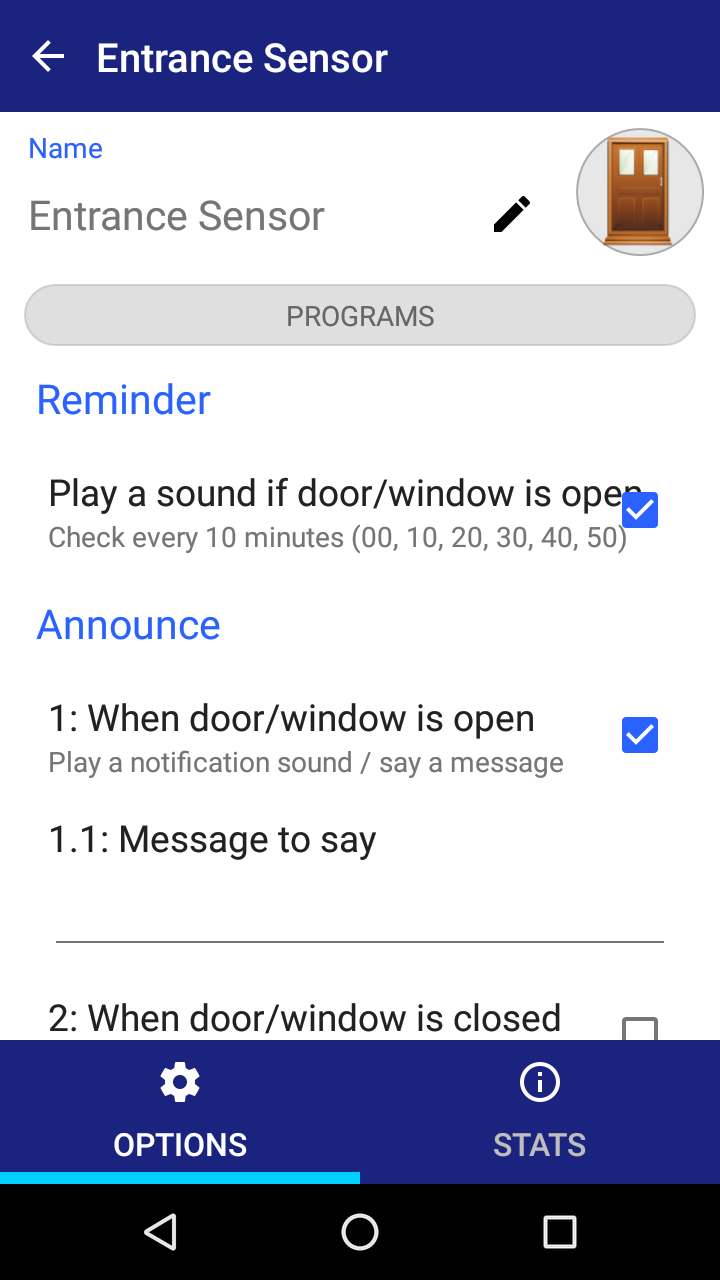 Entrance Sensor
Name
Entrance Sensor
PROGRAMS
Reminder
Play a sound if door/window is open
Check every 10 minutes (00, 10, 20, 30, 40, 50)
Announce
1: When door/window is open
Play a notification sound / say a message
1.1: Message to say
2: When door/window is closed
OPTIONS
STATS